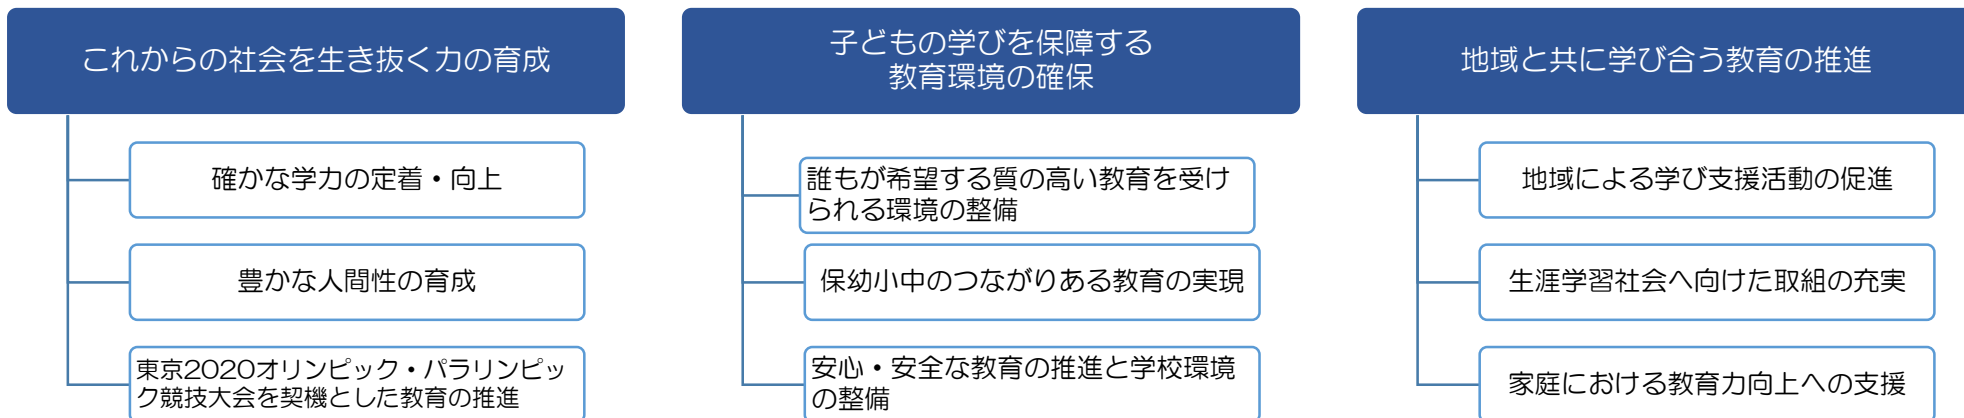 これからの社会を生き抜く力の育成
確かな学力の定着・向上
豊かな人間性の育成
東京2020オリンピック・パラリンピッ
ク競技大会を契機とした教育の推進
子どもの学びを保障する
教育環境の確保
誰もが希望する質の高い教育を受け
られる環境の整備
保幼小中のつながりある教育の実現
安心・安全な教育の推進と学校環境
の整備
地域と共に学び合う教育の推進
地域による学び支援活動の促進
生涯学習社会へ向けた取組の充実
家庭における教育力向上への支援